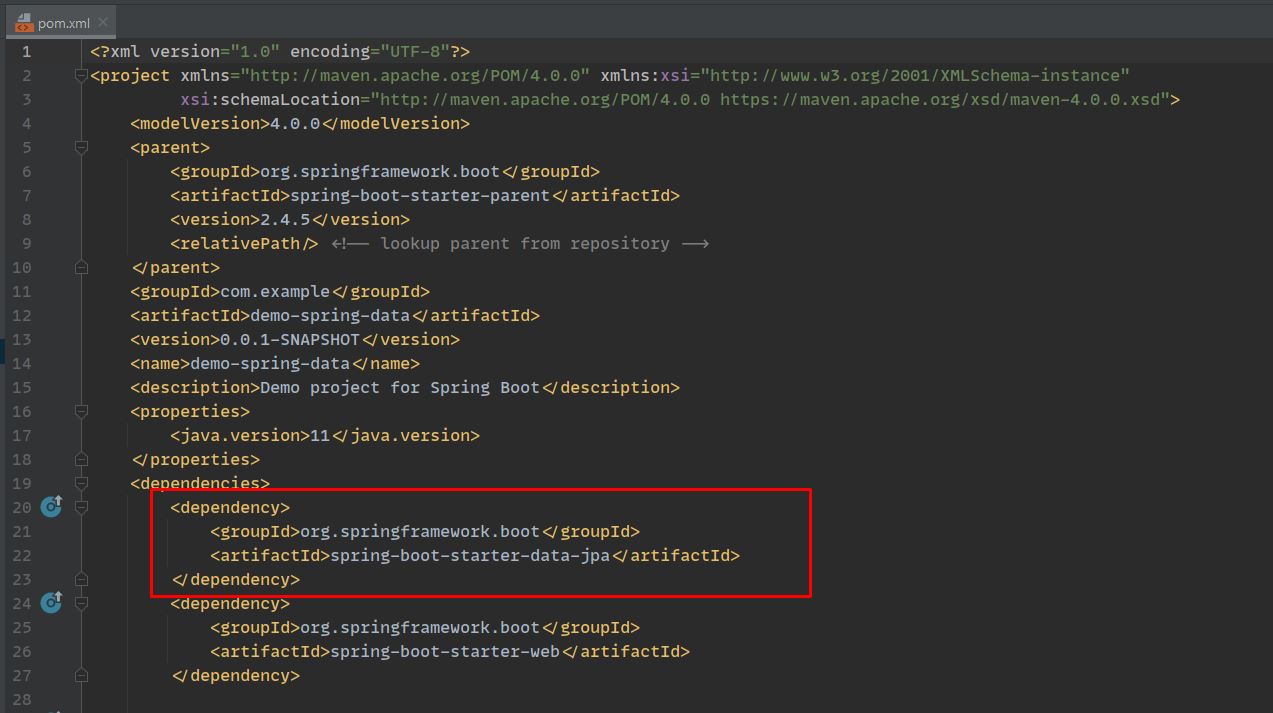 pom.xml
1 <?xml version="1.0" encoding="UTF-8"?>
2 <project xmlns="http://maven.apache.org/POM/4.0.0" xmlns:xsi="http://www.w3.org/2001/XMLSchema-instance"
3 xsi:schemaLocation="http://maven.apache.org/POM/4.0.0 https://maven.apache.org/xsd/maven-4.0.0.xsd">
4 <modelVersion>4.0.0</modelVersion>
5 <parent>
6 <groupId>org.springframework.boot</groupId>
7 <artifactId>spring-boot-starter-parent</artifactId>
8 <version>2.4.5</version>
9 <relativePath/> <!-- lookup parent from repository -->
10 </parent>
11 <groupId>com.example</groupId>
12 <artifactId>demo-spring-data</artifactId>
13 <version>0.0.1-SNAPSHOT</version>
14 <name>demo-spring-data</name>
15 <description>Demo project for Spring Boot</description>
16 <properties>
17 <java.version>11</java.version>
18 </properties>
19 <dependencies>
20 <dependency>
21 <groupId>org.springframework.boot</groupId>
22 <artifactId>spring-boot-starter-data-jpa</artifactId>
23 </dependency>
24 <dependency>
25 <groupId>org.springframework.boot</groupId>
26 <artifactId>spring-boot-starter-web</artifactId>
27 </dependency>
28